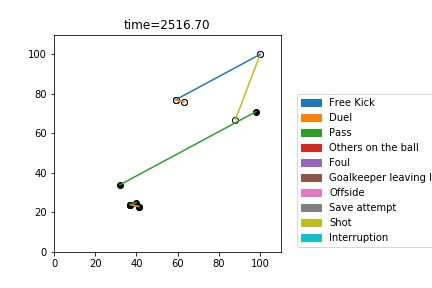 time=2516.70
100
80
60
40
20
0
0
20
40
60
80
100
Free Kick
Duel
Pass
Others on the ball
Foul
Goalkeeper leaving l
Offside
Save attempt
Shot
Interruption